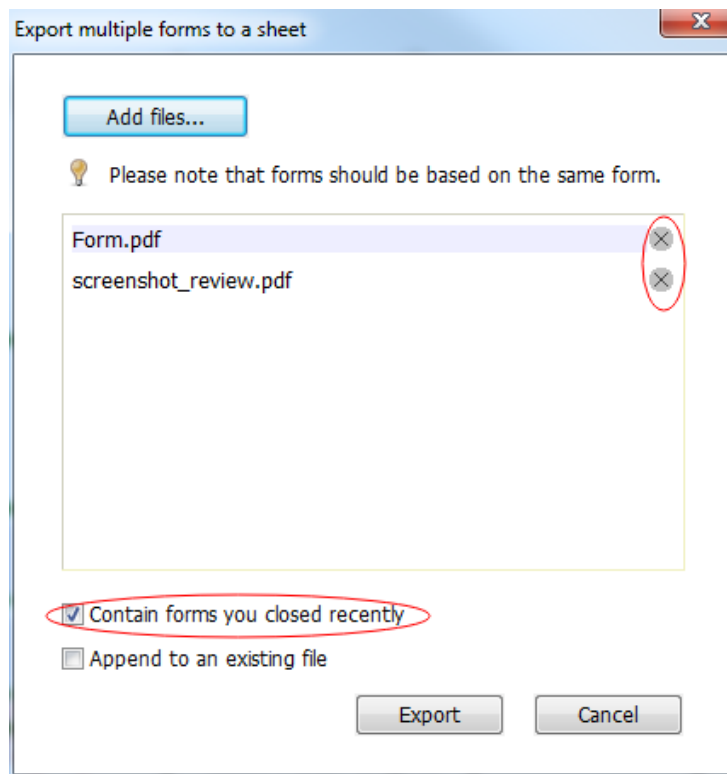 Export multiple forms to a sheet
Add files...
Please note that forms should be based on the same form.
Form.pdf
screenshot_review.pdf
Contain forms you closed recently
Append to an existing file
Export Cancel